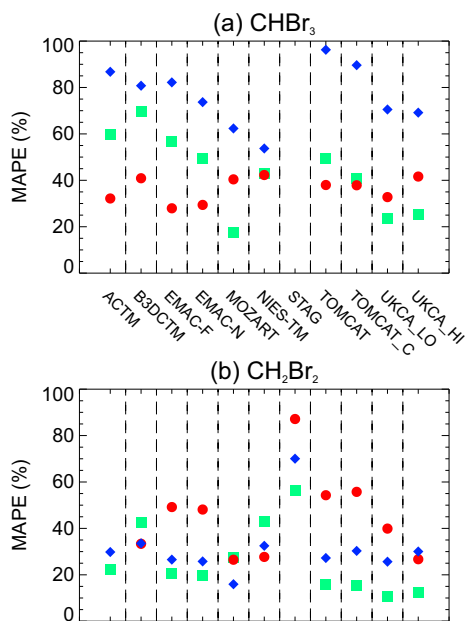 (a) CHBr₃
100
80
60
40
20
0
MAPE (%)
ACTM
B3DCTM
EMAC-F
EMAC-N
MOZART
NIES-TM
STAG
TOMCAT
TOMCAT_C
UKCA_LO
UKCA_HI
(b) CH₂Br₂
100
80
60
40
20
0
MAPE (%)